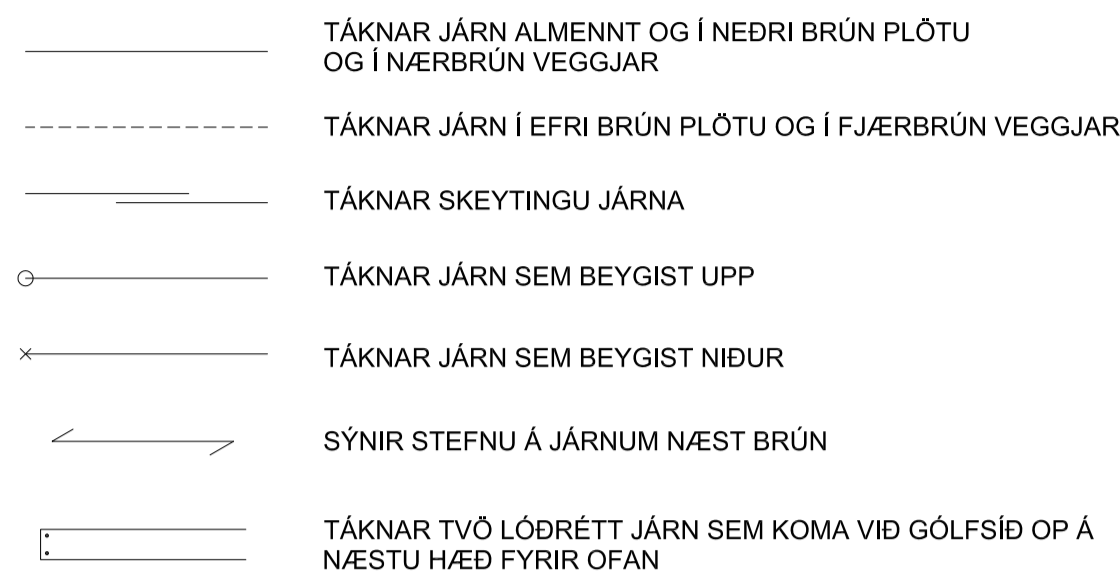 TÁKNAR JÁRN ALMENNT OG Í NEÐRI BRÚN PLÖTU
OG Í NÆRBRÚN VEGGJAR
TÁKNAR JÁRN Í EFRI BRÚN PLÖTU OG Í FJÆRBRÚN VEGGJAR
TÁKNAR SKEYTINGU JÁRNA
TÁKNAR JÁRN SEM BEYGIST UPP
TÁKNAR JÁRN SEM BEYGIST NIÐUR
SÝNIR STEFNU Á JÁRNUM NÆST BRÚN
TÁKNAR TVÖ LÓÐRÉTT JÁRN SEM KOMA VIÐ GÓLFSÍÐ OP Á
NÆSTU HÆÐ FYRIR OFAN